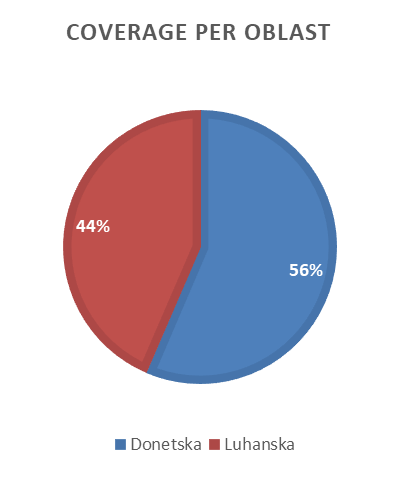 COVERAGE PER OBLAST
44%
56%
Donetska Luhanska